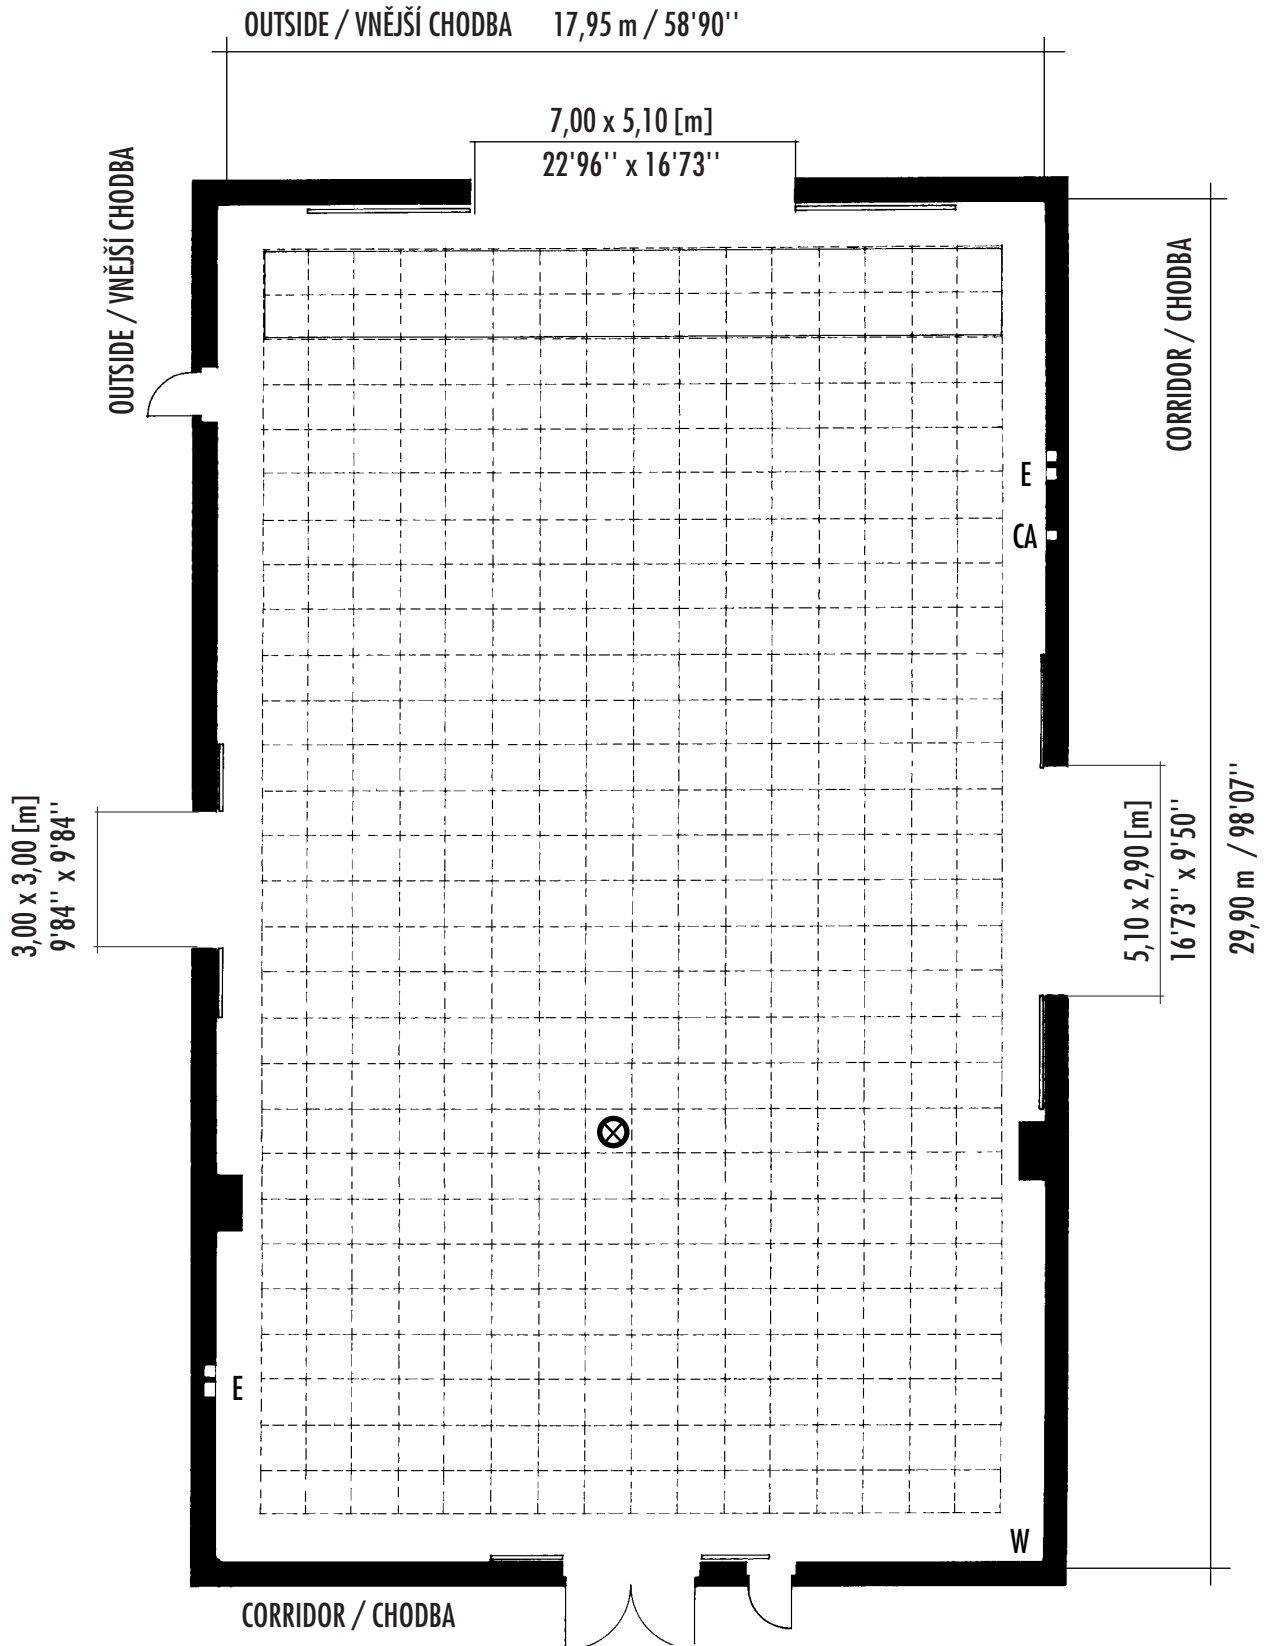 OUTSIDE / VNĚJŠÍ CHODBA 17,95 m / 58'90''
7,00 x 5,10 [m]
22'96'' x 16'73''
OUTSIDE / VNĚJŠÍ CHODBA
CORRIDOR / CHODBA
E
CA
3,00 x 3,00 [m]
9'84'' x 9'84''
5,10 x 2,90 [m]
16'73'' x 9'50''
29,90 m / 98'07''
E
W
CORRIDOR / CHODBA